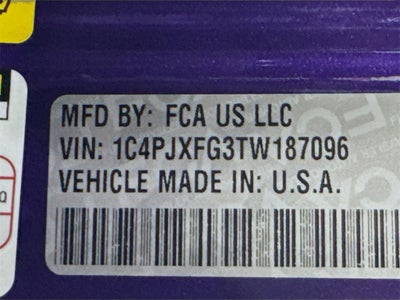 MFD BY: FCA US LLC
VIN: 1C4PJXFG3TW187096
VEHICLE MADE IN: U.S.A.